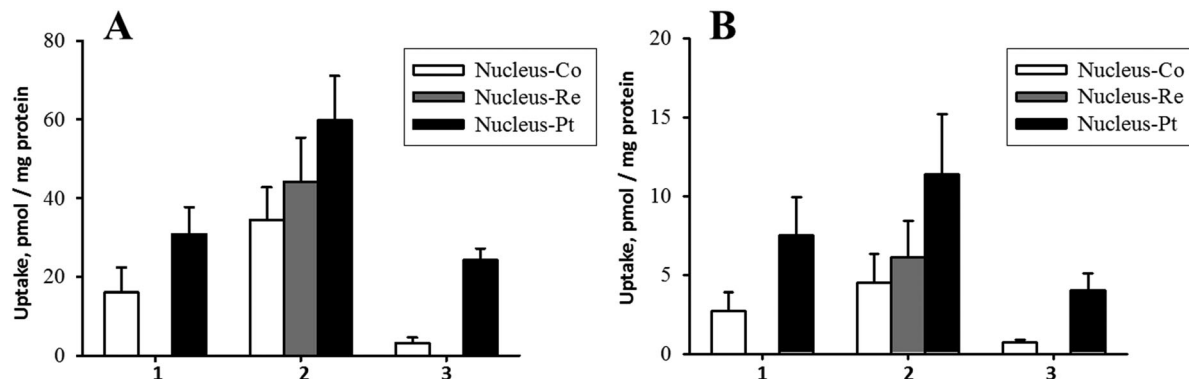 A
Uptake, pmol / mg protein
80
60
40
20
0
Nucleus-Co
Nucleus-Re
Nucleus-Pt
1 2 3
B
Uptake, pmol / mg protein
20
15
10
5
0
Nucleus-Co
Nucleus-Re
Nucleus-Pt
1 2 3